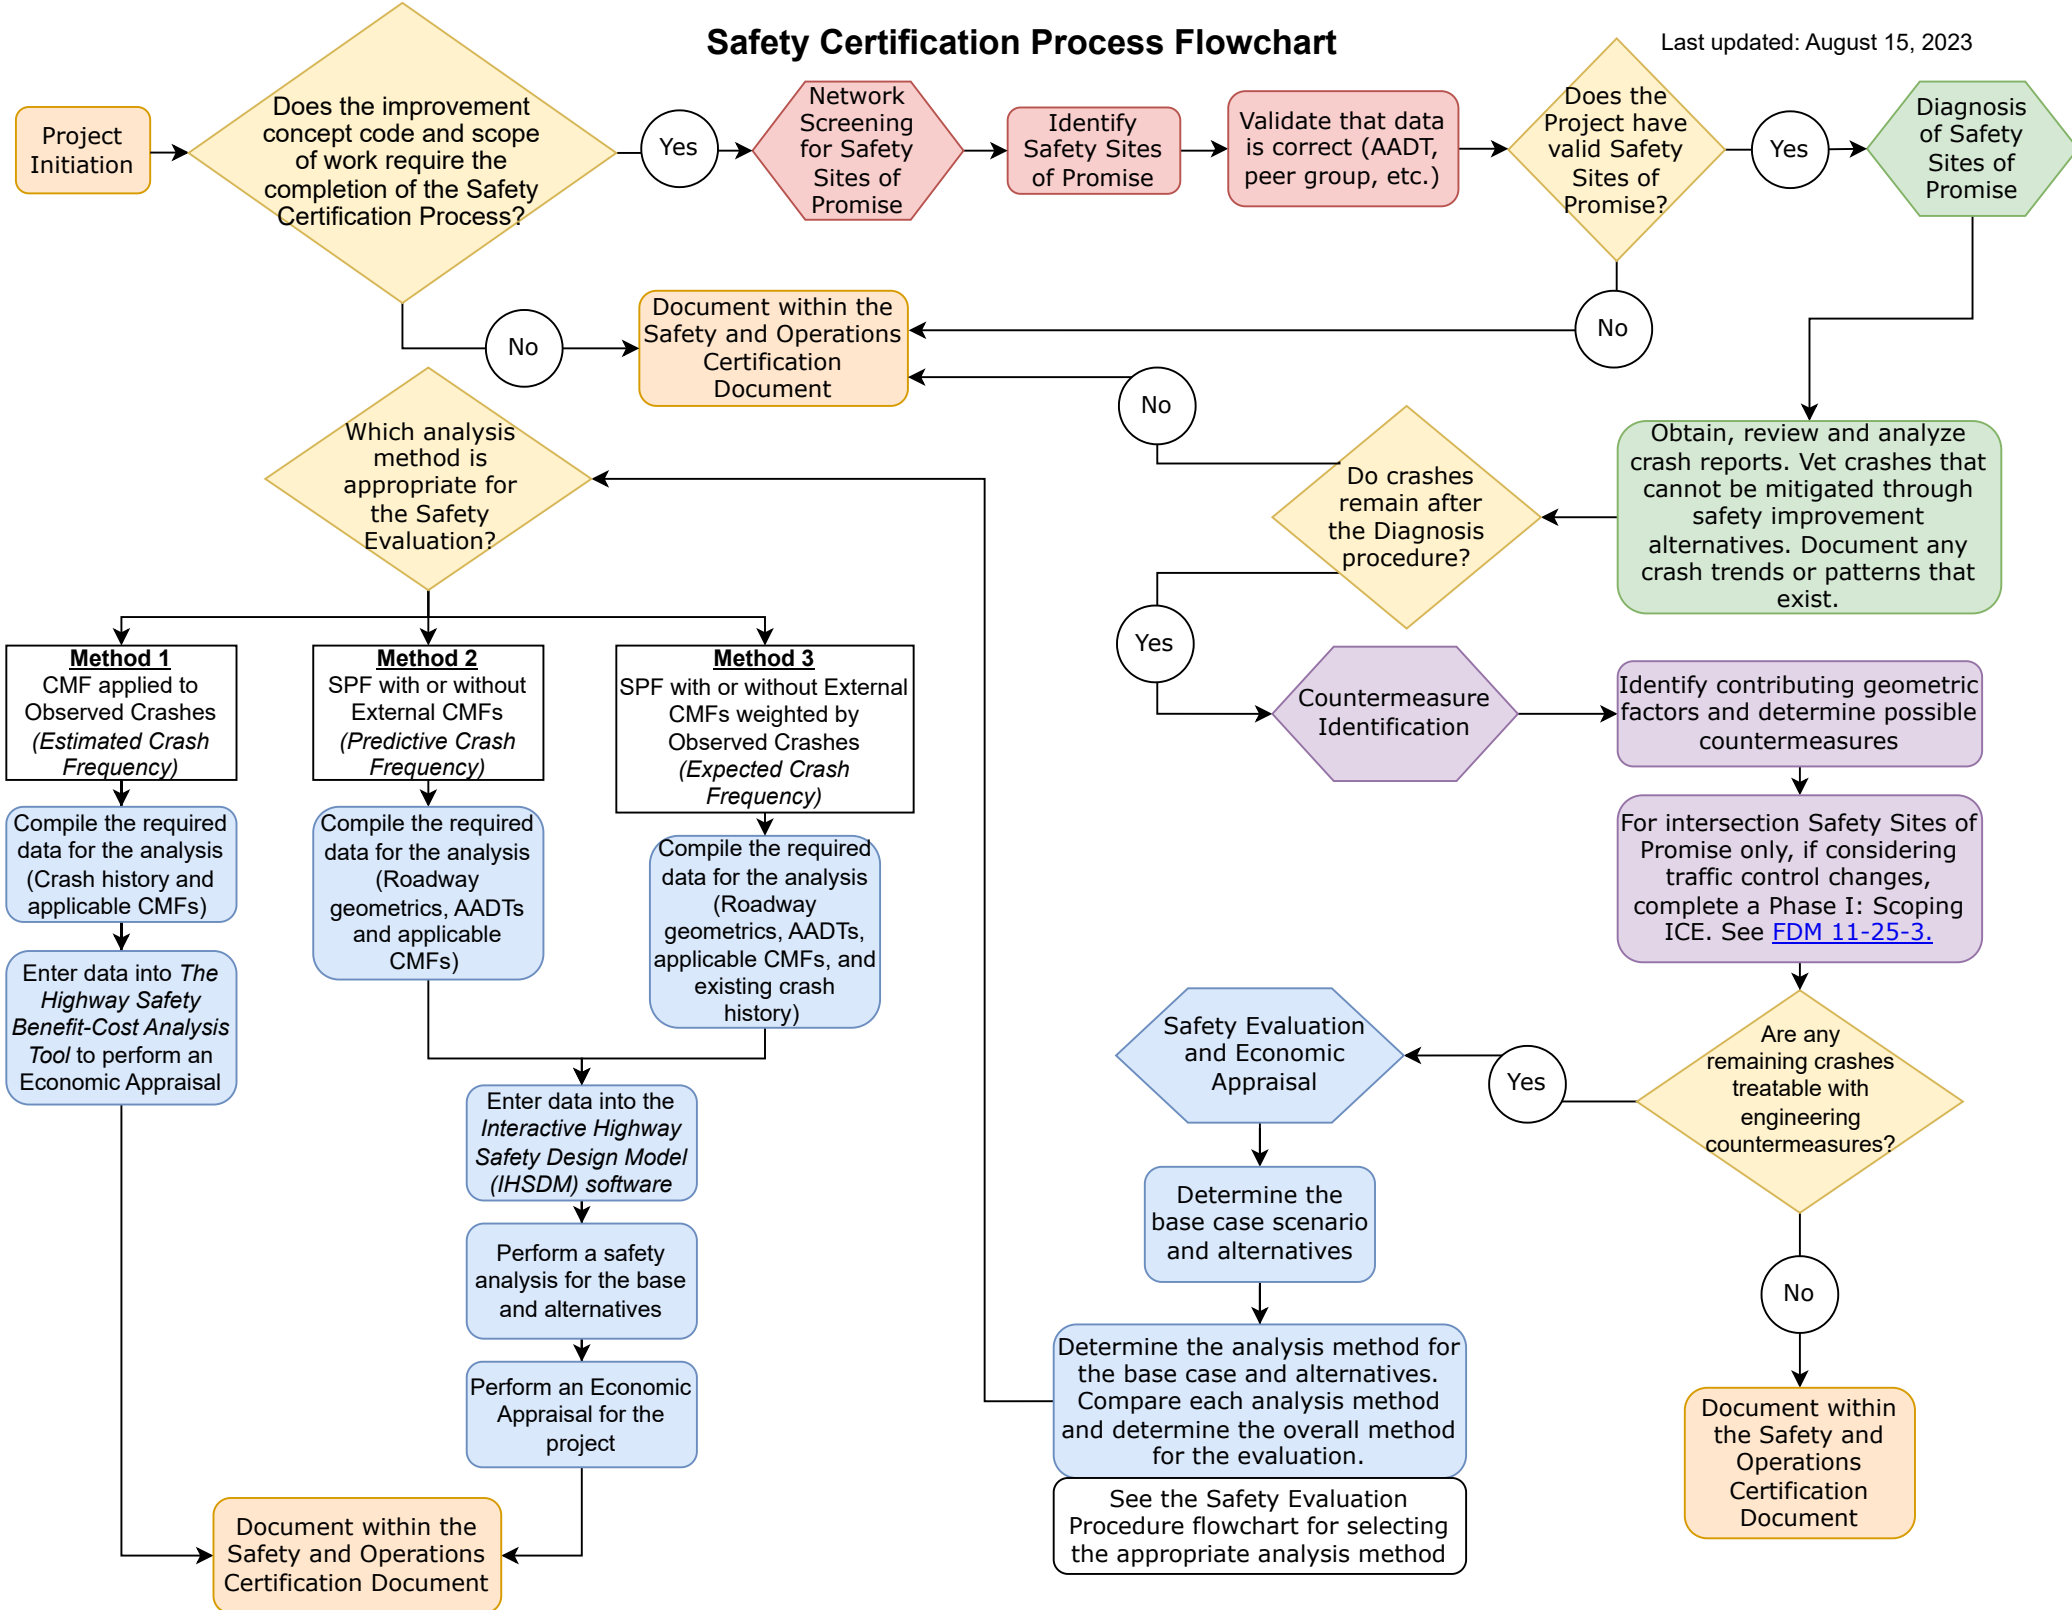 Safety Certification Process Flowchart
Last updated: August 15, 2023
Project
Initiation
Does the improvement
concept code and scope
of work require the
completion of the Safety
Certification Process?
Yes
Network
Screening
for Safety
Sites of
Promise
Identify
Safety Sites
of Promise
Validate that data
is correct (AADT,
peer group, etc.)
Does the
Project have
valid Safety
Sites of
Promise?
Yes
Diagnosis
of Safety
Sites of
Promise
No
Document within the
Safety and Operations
Certification
Document
No
No
Obtain, review and analyze
crash reports. Vet crashes that
cannot be mitigated through
safety improvement
alternatives. Document any
crash trends or patterns that
exist.
Do crashes
remain after
the Diagnosis
procedure?
Yes
Countermeasure
Identification
Identify contributing geometric
factors and determine possible
countermeasures
For intersection Safety Sites of
Promise only, if considering
traffic control changes,
complete a Phase I: Scoping
ICE. See FDM 11-25-3.
Are any
remaining crashes
treatable with
engineering
countermeasures?
Yes
No
Document within
the Safety and
Operations
Certification
Document
Safety Evaluation
and Economic
Appraisal
Determine the
base case scenario
and alternatives
Determine the analysis method for
the base case and alternatives.
Compare each analysis method
and determine the overall method
for the evaluation.
See the Safety Evaluation
Procedure flowchart for selecting
the appropriate analysis method
Which analysis
method is
appropriate for
the Safety
Evaluation?
Method 1
CMF applied to
Observed Crashes
(Estimated Crash
Frequency)
Compile the required
data for the analysis
(Crash history and
applicable CMFs)
Enter data into The
Highway Safety
Benefit-Cost Analysis
Tool to perform an
Economic Appraisal
Method 2
SPF with or without
External CMFs
(Predictive Crash
Frequency)
Compile the required
data for the analysis
(Roadway
geometrics, AADTs
and applicable
CMFs)
Method 3
SPF with or without External
CMFs weighted by
Observed Crashes
(Expected Crash
Frequency)
Compile the required
data for the analysis
(Roadway
geometrics, AADTs,
applicable CMFs, and
existing crash
history)
Enter data into the
Interactive Highway
Safety Design Model
(IHSDM) software
Perform a safety
analysis for the base
and alternatives
Perform an Economic
Appraisal for the
project
Document within the
Safety and Operations
Certification Document